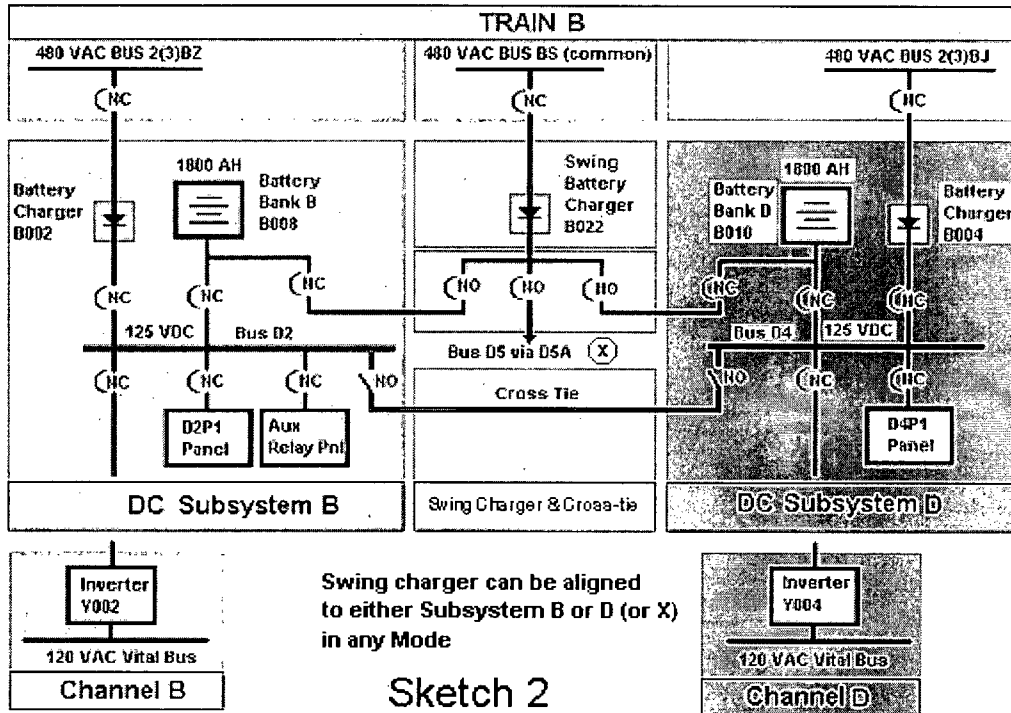 TRAIN B
480 VAC BUS 2(3)BZ
480 VAC BUS BS (common)
480 VAC BUS 2(3)BJ
NC
NC
NC
1800 AH
Battery
Charger
B002
Battery
Bank B
B008
Swing
Battery
Charger
B022
1800 AH
Battery
Bank D
B010
Battery
Charger
B004
NC
NC
NC
NO
NO
NO
NC
NC
NC
125 VDC
Bus D2
Bus D5 via D5A
X
Bus D4
125 VDC
NC
NC
NC
NO
Cross Tie
NO
NC
NC
D2P1
Panel
Aux
Relay Pnl
D4P1
Panel
DC Subsystem B
Swing Charger & Cross-tie
DC Subsystem D
Inverter
Y002
120 VAC Vital Bus
Channel B
Swing charger can be aligned
to either Subsystem B or D (or X)
in any Mode
Sketch 2
Inverter
Y004
120 VAC Vital Bus
Channel D